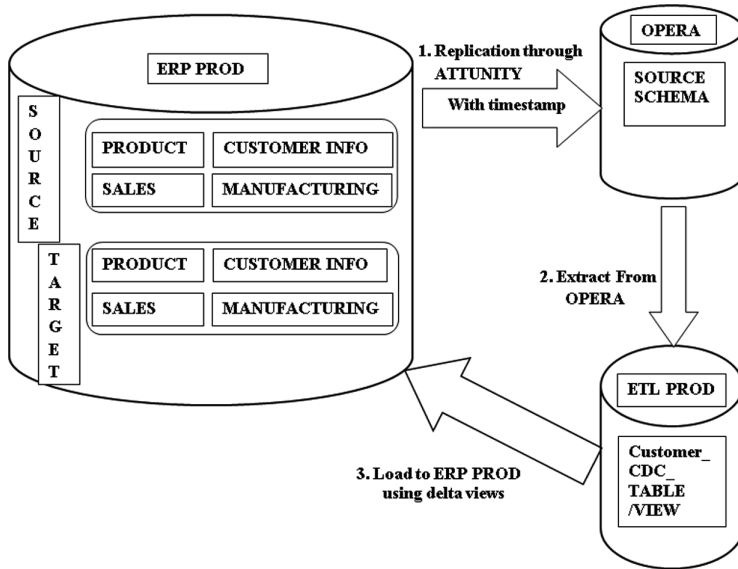 ERP PROD
SOURCE
PRODUCT
CUSTOMER INFO
SALES
MANUFACTURING
TARGET
PRODUCT
CUSTOMER INFO
SALES
MANUFACTURING
1. Replication through
ATTUNITY
With timestamp
OPERA
SOURCE
SCHEMA
2. Extract From
OPERA
ETL PROD
Customer_
CDC_
TABLE
/VIEW
3. Load to ERP PROD
using delta views